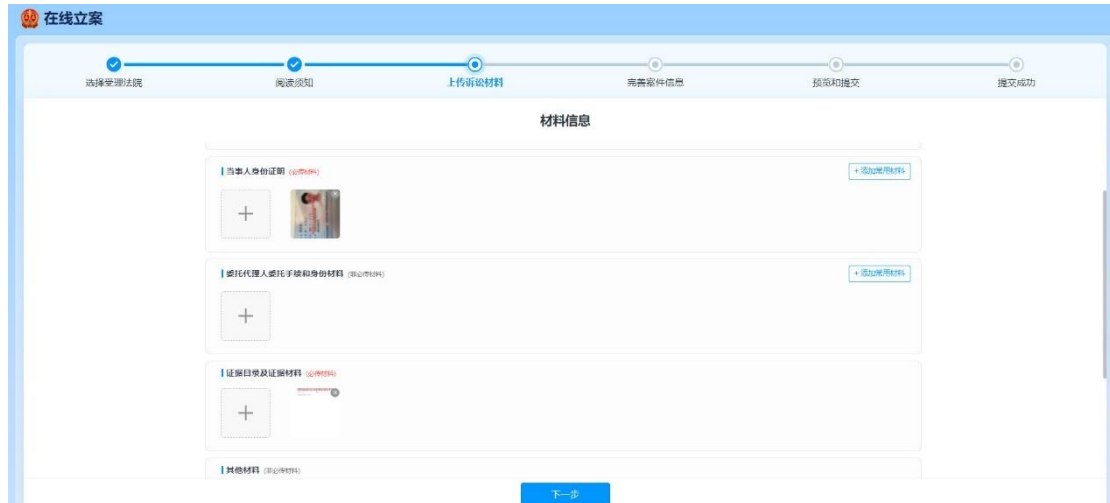 在线立案
选择受理法院
阅读须知
上传诉讼材料
完善案件信息
预览和提交
提交成功
材料信息
当事人身份证明 (必传材料)
+ 添加常用材料
委托代理人委托手续和身份材料 (非必传材料)
+ 添加常用材料
证据目录及证据材料 (必传材料)
其他材料 (非必传材料)
下一步